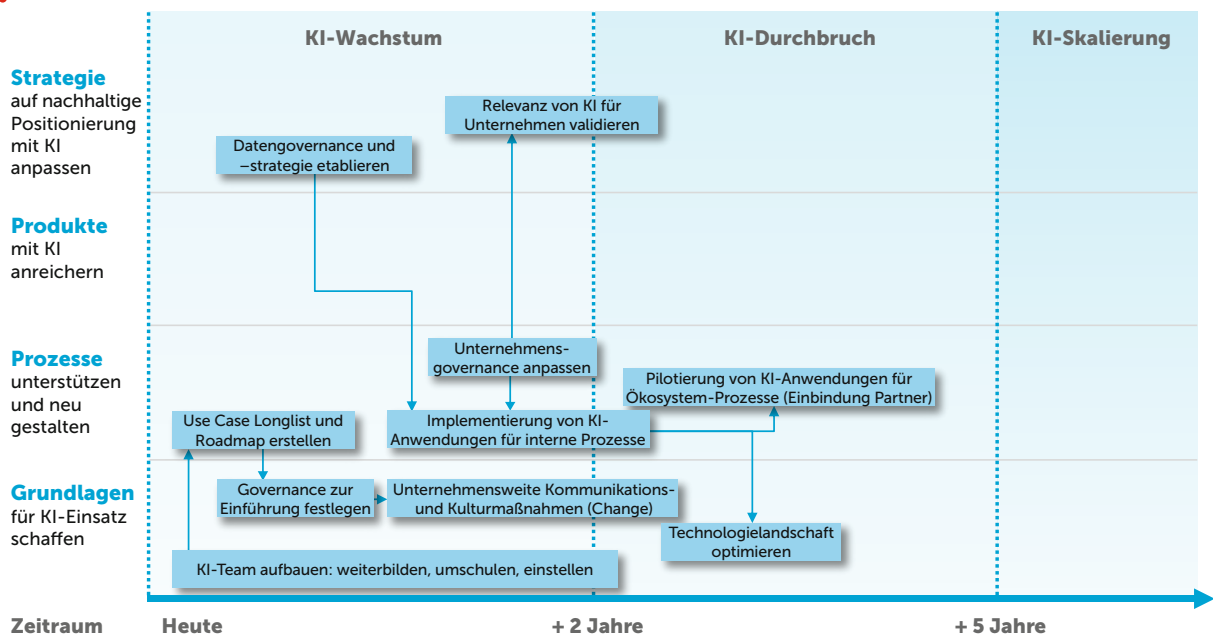 KI-Wachstum
KI-Durchbruch
KI-Skalierung
Strategie
auf nachhaltige
Positionierung
mit KI
anpassen
Relevanz von KI für
Unternehmen validieren
Datengovernance und
–strategie etablieren
Produkte
mit KI
anreichern
Prozesse
unterstützen
und neu
gestalten
Unternehmens-
governance anpassen
Pilotierung von KI-Anwendungen für
Ökosystem-Prozesse (Einbindung Partner)
Use Case Longlist und
Roadmap erstellen
Implementierung von KI-
Anwendungen für interne Prozesse
Grundlagen
für KI-Einsatz
schaffen
Governance zur
Einführung festlegen
Unternehmensweite Kommunikations-
und Kulturmaßnahmen (Change)
Technologielandschaft
optimieren
KI-Team aufbauen: weiterbilden, umschulen, einstellen
Zeitraum
Heute
+ 2 Jahre
+ 5 Jahre